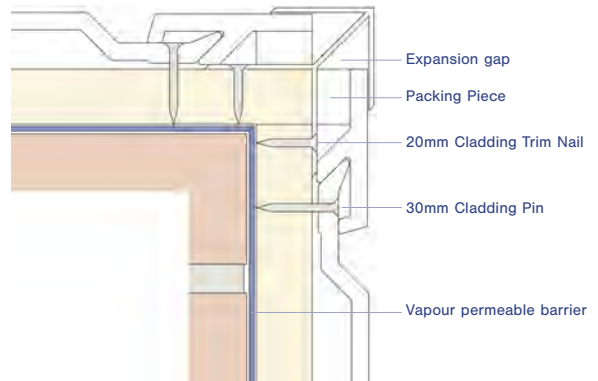 Expansion gap
Packing Piece
20mm Cladding Trim Nail
30mm Cladding Pin
Vapour permeable barrier